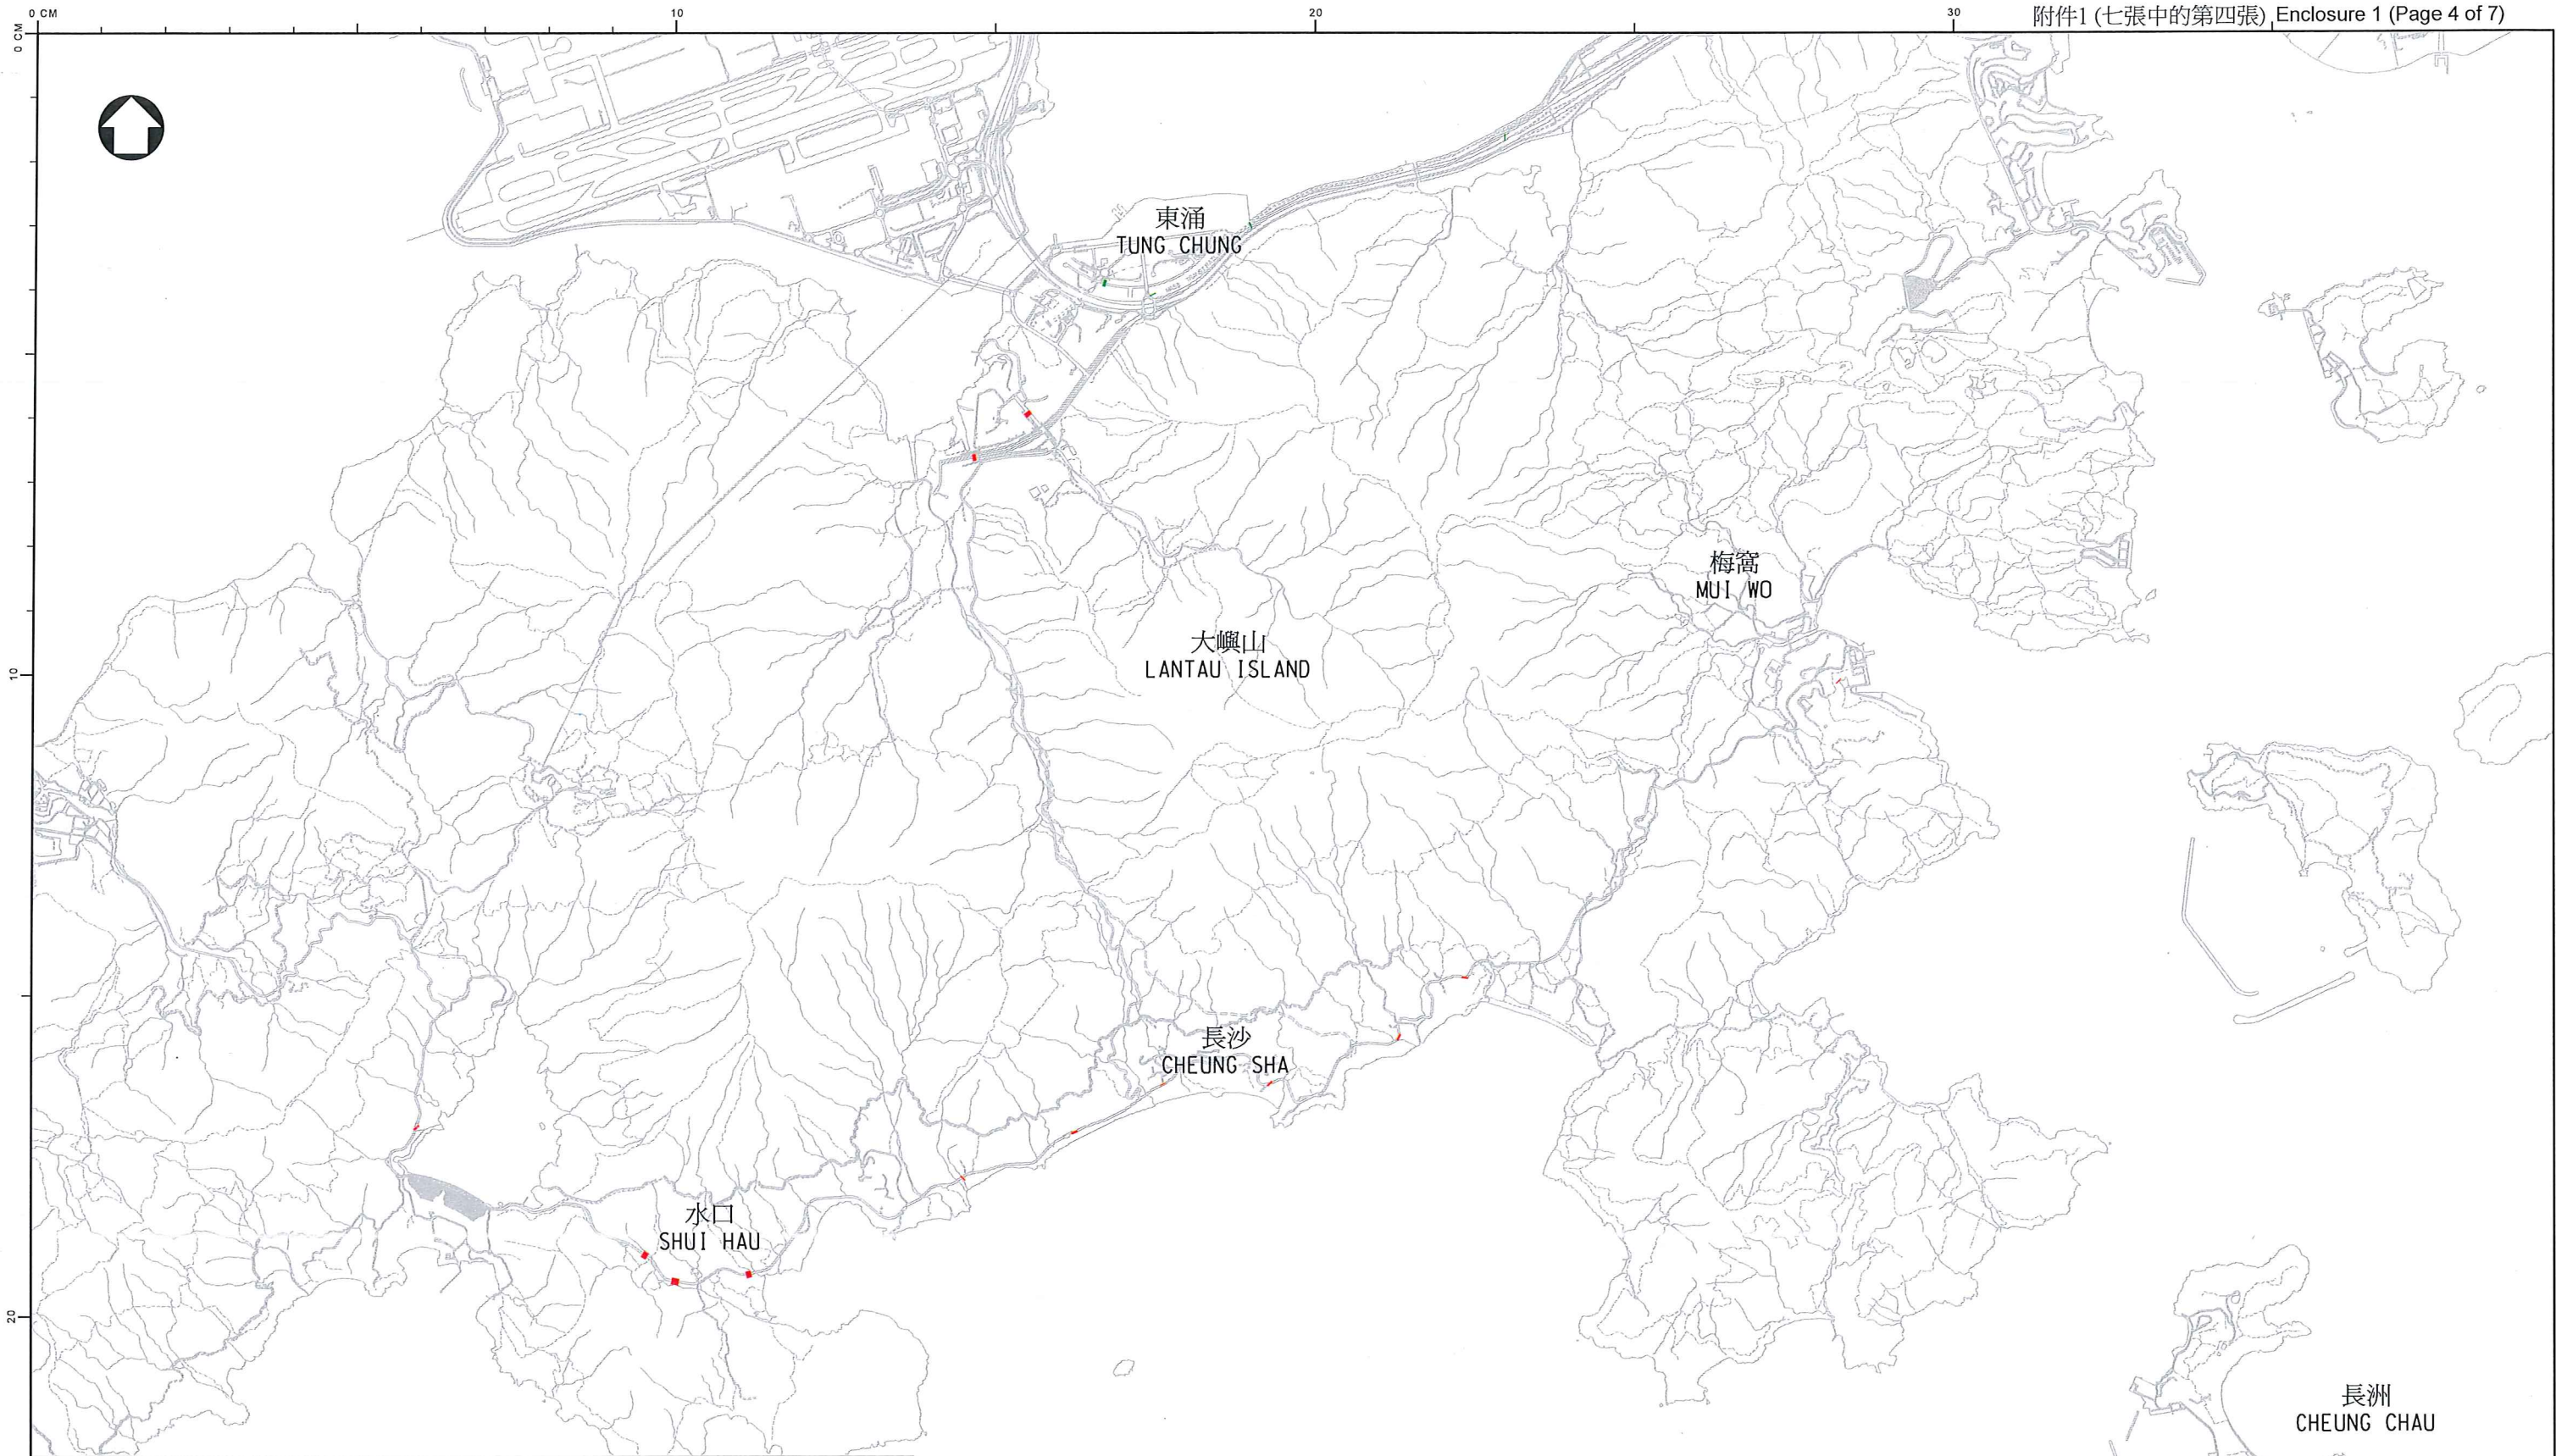 0 CM
10
20
30
附件1 (七張中的第四張) Enclosure 1 (Page 4 of 7)
0 CM
10
20
東涌
TUNG CHUNG
梅窩
MUI WO
大嶼山
LANTAU ISLAND
長沙
CHEUNG SHA
水口
SHUI HAU
長洲
CHEUNG CHAU